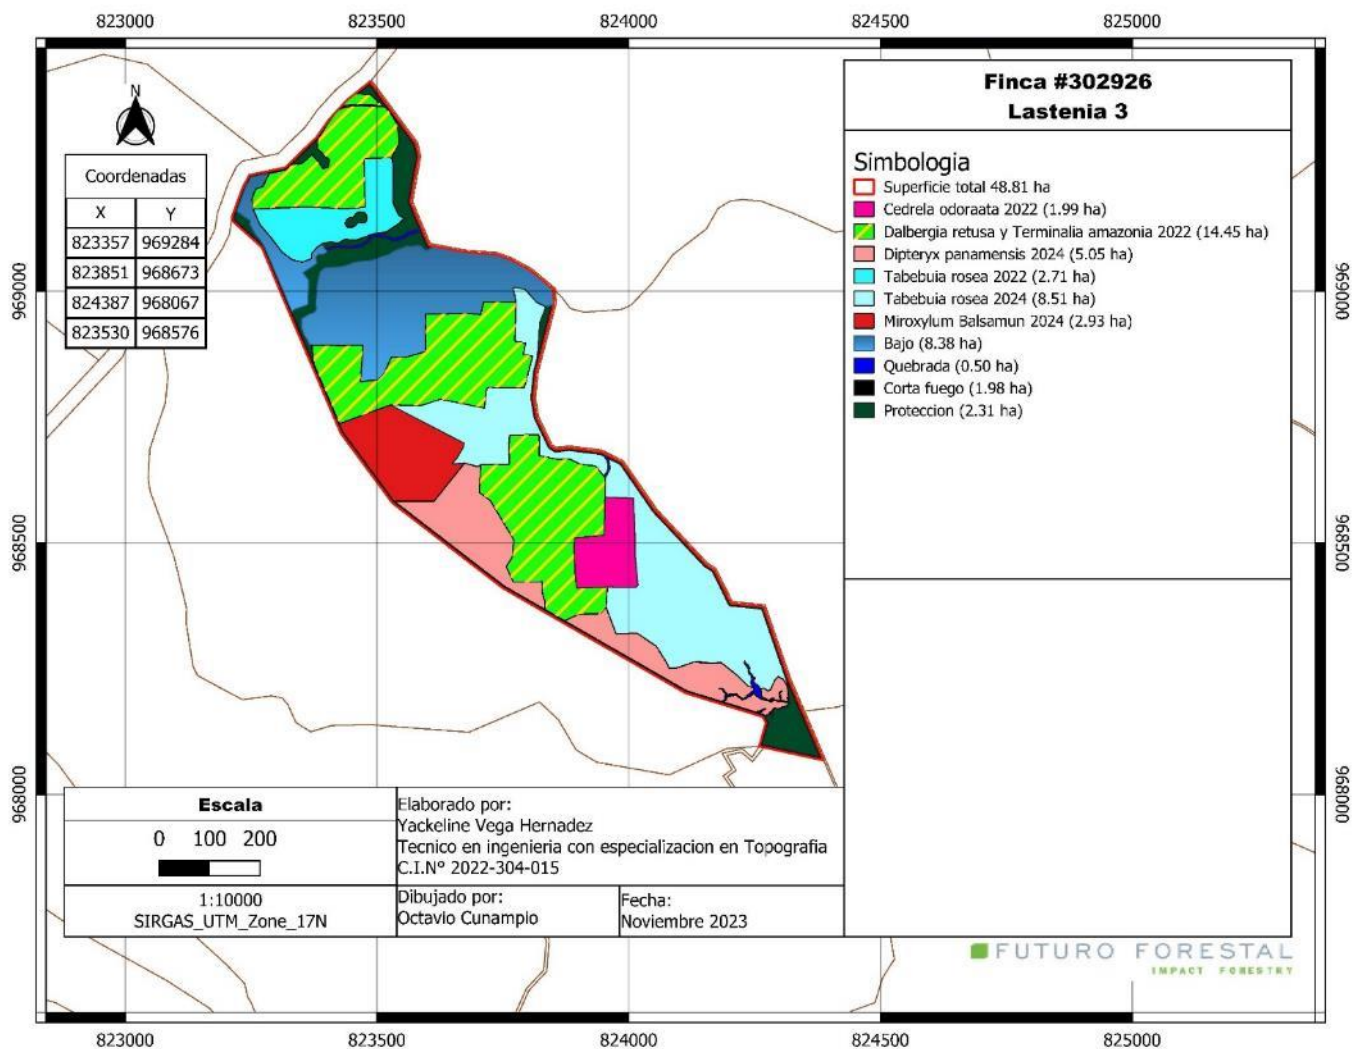 823000 823500 824000 824500 825000
N
Coordenadas
X Y
823357 969284
823851 968673
824387 968067
823530 968576
Finca #302926
Lastenia 3
Simbologia
Superficie total 48.81 ha
Cedrela odoraata 2022 (1.99 ha)
Dalbergia retusa y Terminalia amazonia 2022 (14.45 ha)
Dipteryx panamensis 2024 (5.05 ha)
Tabebuia rosea 2022 (2.71 ha)
Tabebuia rosea 2024 (8.51 ha)
Miroxylum Balsamun 2024 (2.93 ha)
Bajo (8.38 ha)
Quebrada (0.50 ha)
Corta fuego (1.98 ha)
Proteccion (2.31 ha)
969000 969000
968500 968500
968000 968000
Escala
0 100 200
1:10000
SIRGAS_UTM_Zone_17N
Elaborado por:
Yackeline Vega Hernadez
Tecnico en ingenieria con especializacion en Topografia
C.I.Nº 2022-304-015
Dibujado por:
Octavio Cunampio
Fecha:
Noviembre 2023
FUTURO FORESTAL
IMPACT FORESTRY
823000 823500 824000 824500 825000